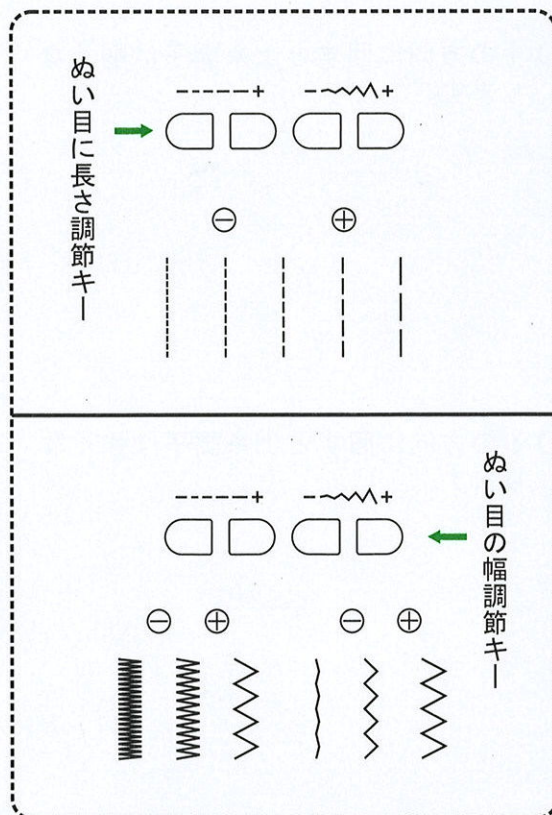 ぬい目に長さ調節キー
- +
- +
⊖ ⊕
ぬい目の幅調節キー
- +
- +
⊖ ⊕ ⊖ ⊕